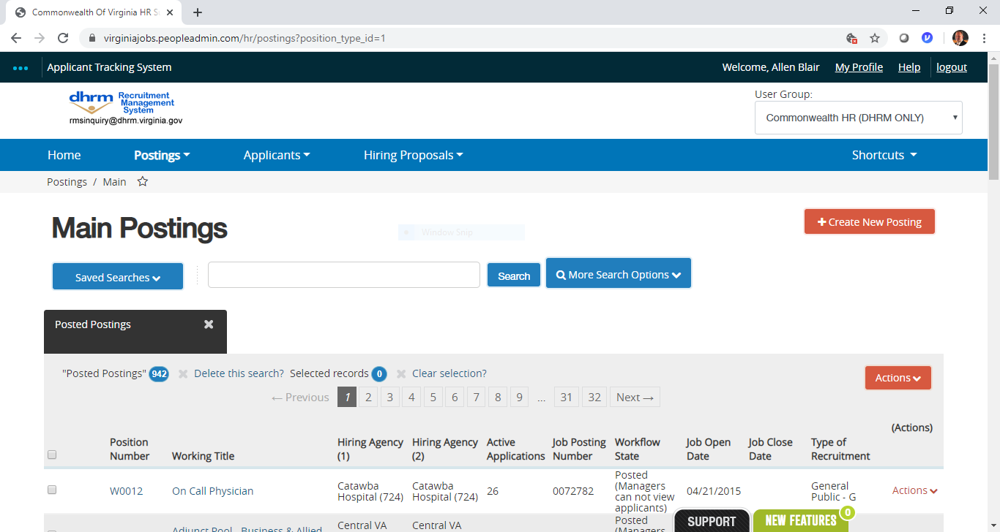 Commonwealth Of Virginia HR S
virginiajobs.peopleadmin.com/hr/postings?position_type_id=1
Applicant Tracking System
Welcome, Allen Blair My Profile Help logout
dhrm Recruitment
Management
System
rmsinquiry@dhrm.virginia.gov
User Group:
Commonwealth HR (DHRM ONLY)
Home Postings Applicants Hiring Proposals Shortcuts
Postings / Main
Main Postings
Window Snip
+ Create New Posting
Saved Searches
Search
More Search Options
Posted Postings
"Posted Postings" 942 Delete this search? Selected records 0 Clear selection?
Actions
← Previous 1 2 3 4 5 6 7 8 9 ... 31 32 Next →
(Actions)
Position Number
Working Title
Hiring Agency (1)
Hiring Agency (2)
Active Applications
Job Posting Number
Workflow State
Job Open Date
Job Close Date
Type of Recruitment
W0012
On Call Physician
Catawba Hospital (724)
Catawba Hospital (724)
26
0072782
Posted
(Managers
can not view
applicants)
04/21/2015
General
Public - G
Actions
Adjunct Pool - Business & Allied
Central VA
Central VA
Posted
(Managers
SUPPORT
NEW FEATURES
0